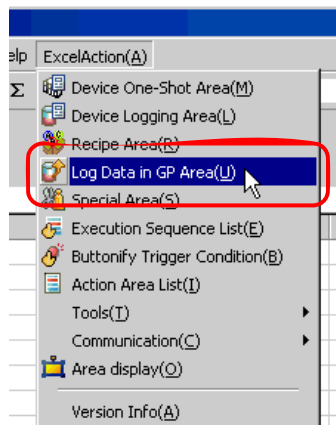 elp ExcelAction(A)
Σ Device One-Shot Area(M)
Device Logging Area(L)
Recipe Area(R)
Log Data in GP Area(U)
Special Area(S)
Execution Sequence List(E)
Buttonify Trigger Condition(B)
Action Area List(I)
Tools(T)
Communication(C)
Area display(O)
Version Info(A)